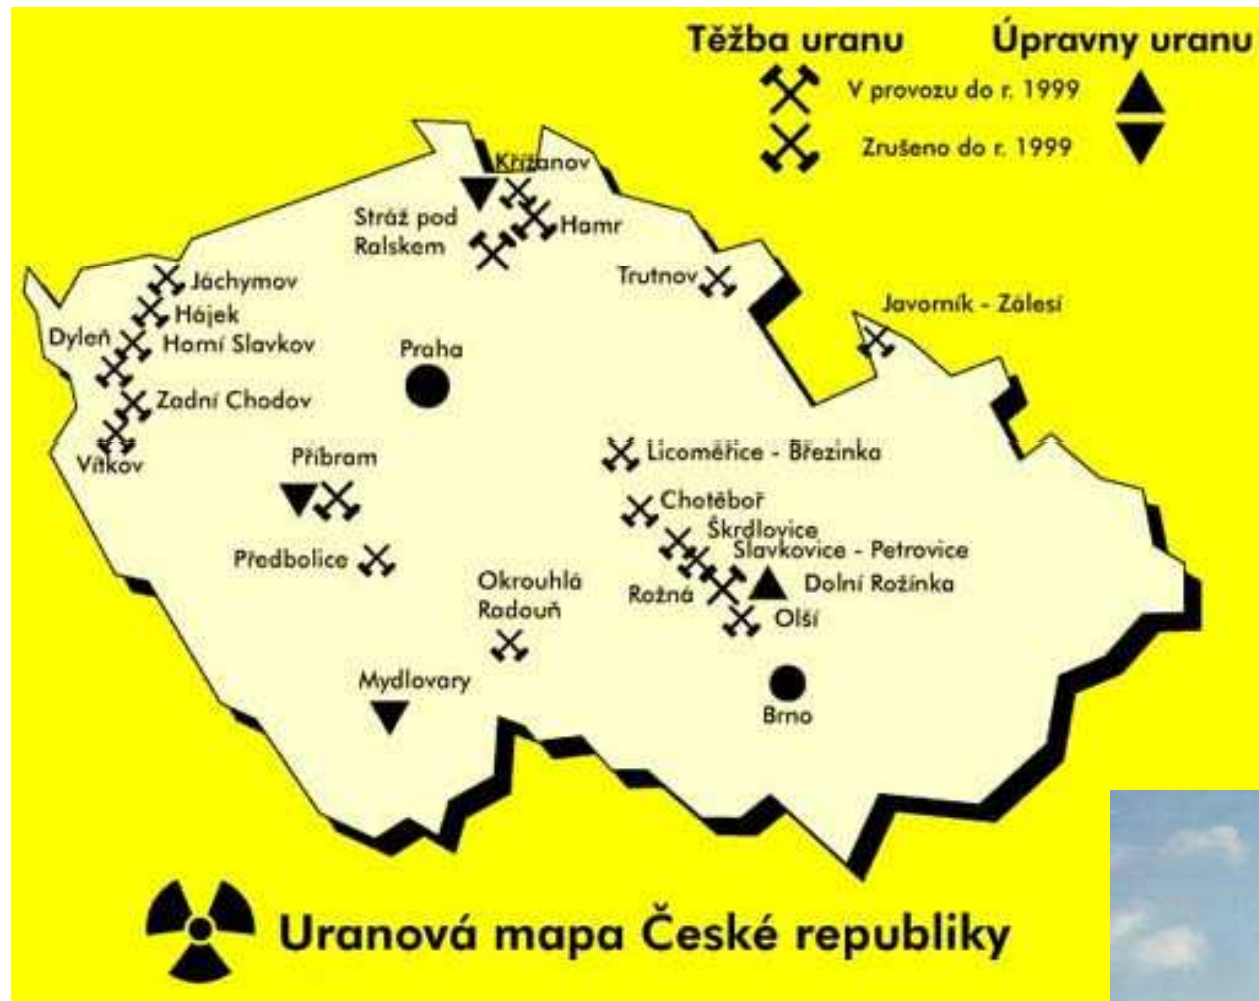 Těžba uranu
Úpravny uranu
V provozu do r. 1999
Zrušeno do r. 1999
Křížanov
Stráž pod
Ralskem
Hamr
Trutnov
Jáchymov
Javorník - Zálesí
Hájek
Dyleň
Horní Slavkov
Praha
Zadní Chodov
Vítkov
Příbram
Licoměřice - Březinka
Chotěboř
Škrdlovice
Slavkovice - Petrovice
Předbolice
Okrouhlá
Radouň
Rožná
Dolní Rožínka
Olší
Mydlovary
Brno
Uranová mapa České republiky